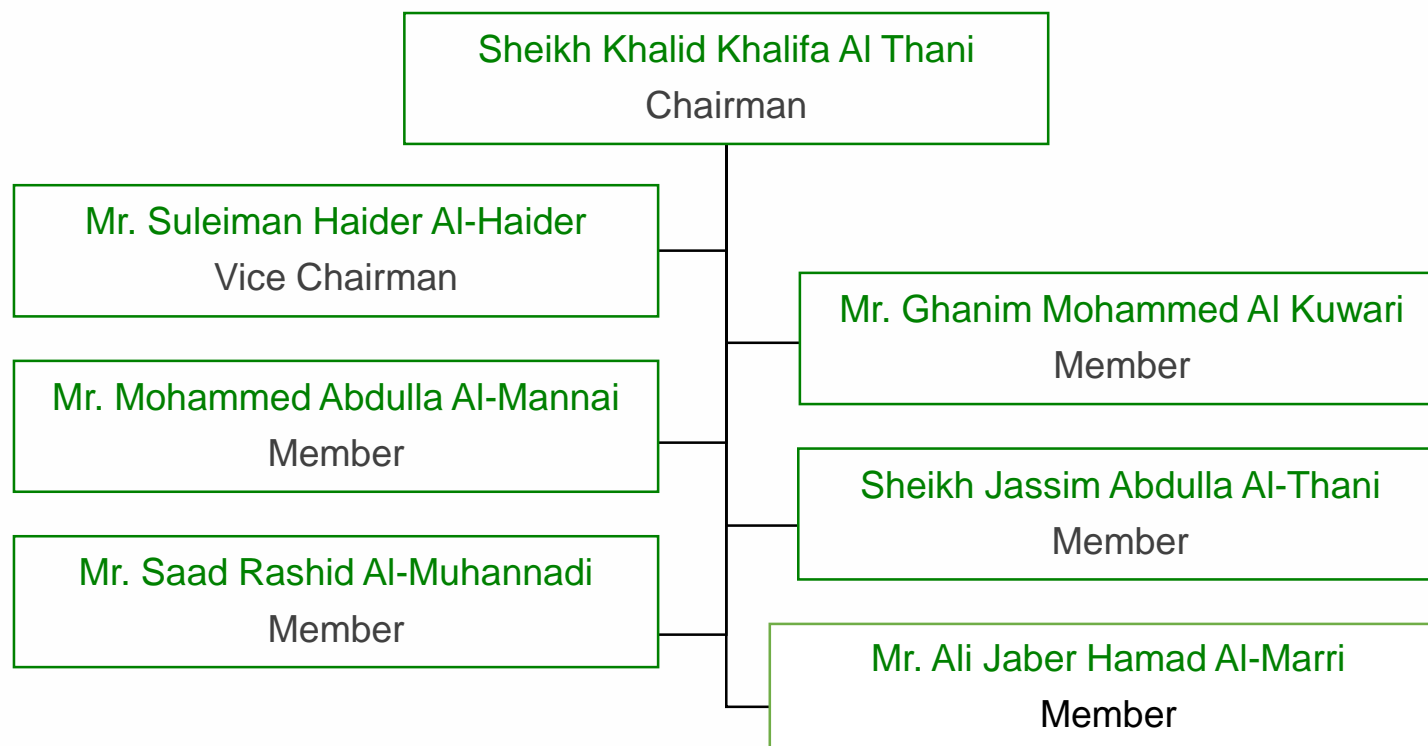 Sheikh Khalid Khalifa Al Thani
Chairman
Mr. Suleiman Haider Al-Haider
Vice Chairman
Mr. Ghanim Mohammed Al Kuwari
Member
Mr. Mohammed Abdulla Al-Mannai
Member
Sheikh Jassim Abdulla Al-Thani
Member
Mr. Saad Rashid Al-Muhannadi
Member
Mr. Ali Jaber Hamad Al-Marri
Member